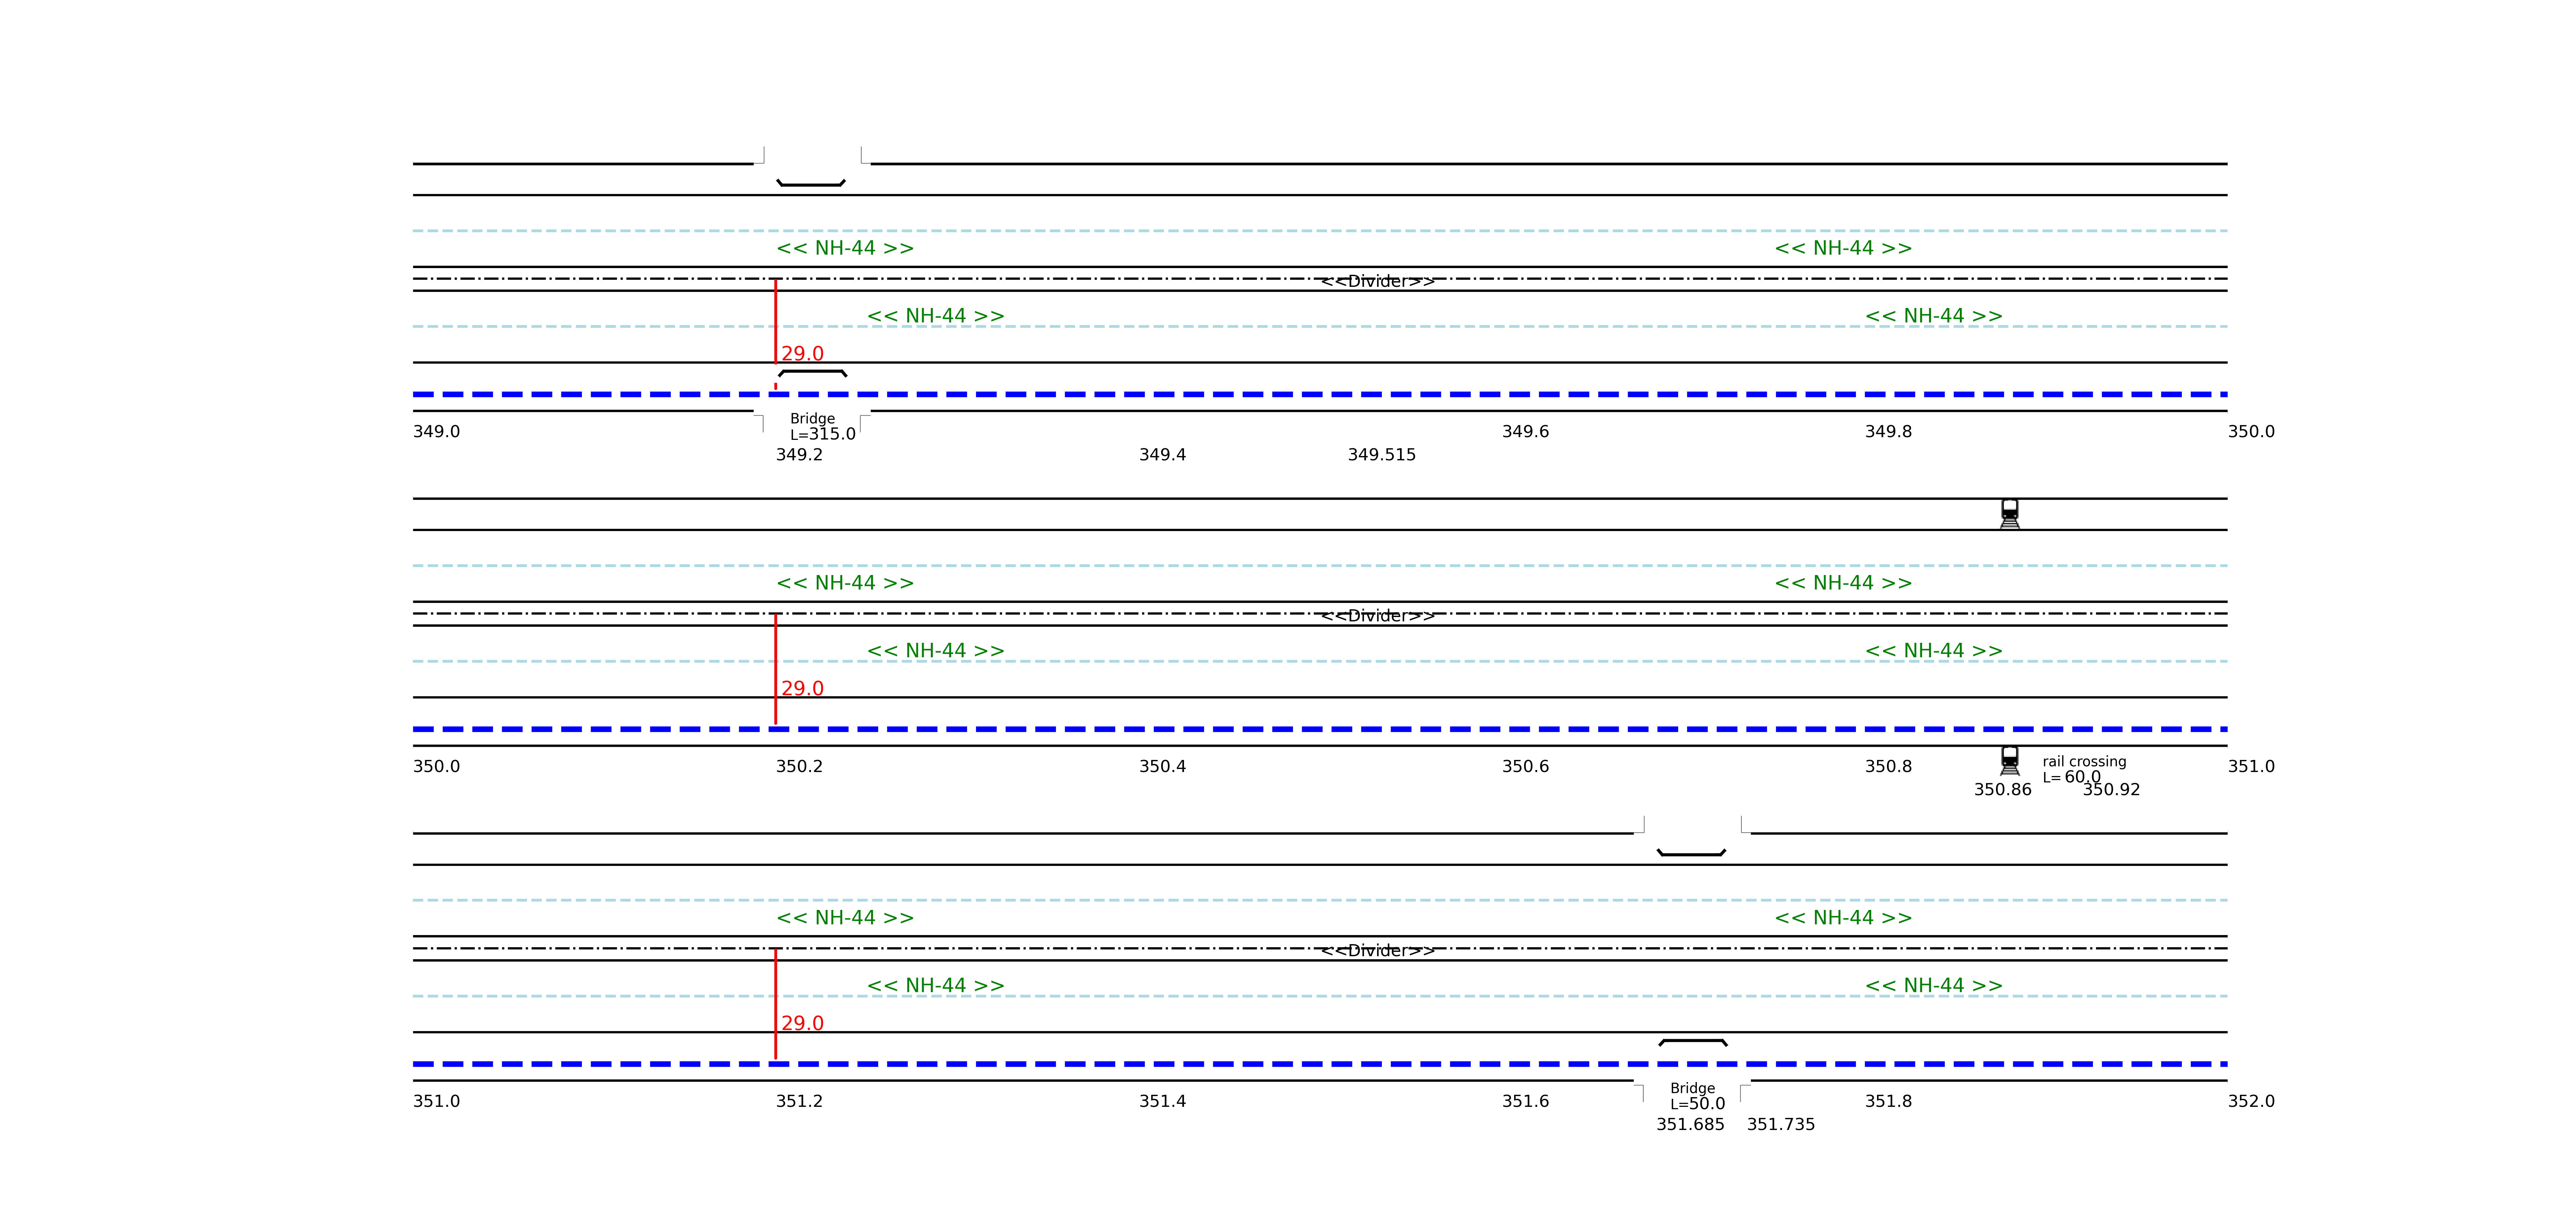 << NH-44 >> << NH-44 >>
<<Divider>>
<< NH-44 >> << NH-44 >>
29.0
Bridge
L=315.0
349.0 349.6 349.8 350.0
349.2 349.4 349.515
<< NH-44 >> << NH-44 >>
<<Divider>>
<< NH-44 >> << NH-44 >>
29.0
350.0 350.2 350.4 350.6 350.8 351.0
rail crossing
L= 60.0
350.86 350.92
<< NH-44 >> << NH-44 >>
<<Divider>>
<< NH-44 >> << NH-44 >>
29.0
Bridge
L=50.0
351.0 351.2 351.4 351.6 351.8 352.0
351.685 351.735